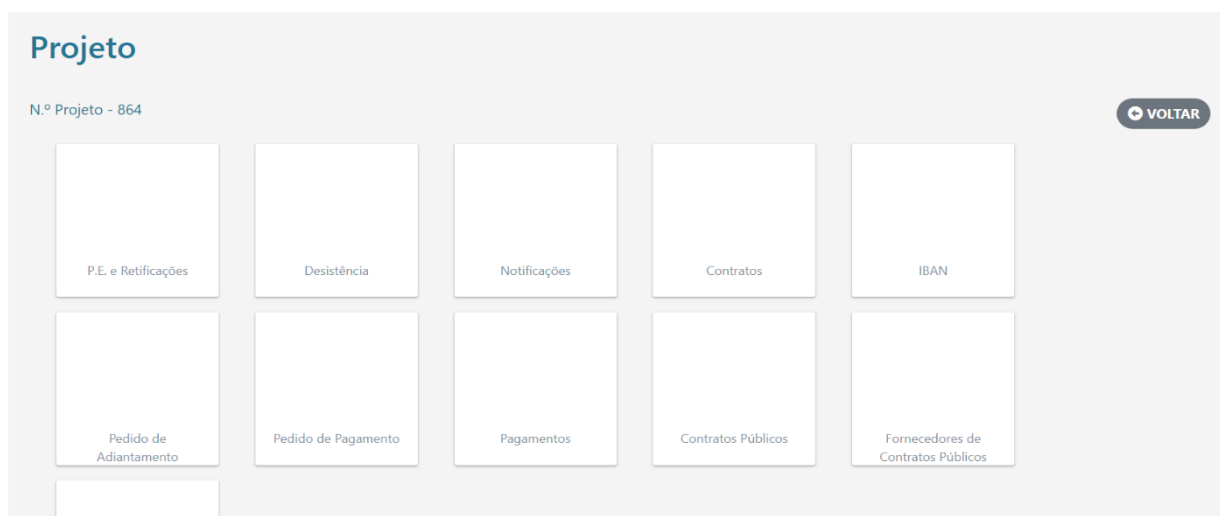 Projeto
N.º Projeto - 864
VOLTAR
P.E. e Retificações
Desistência
Notificações
Contratos
IBAN
Pedido de
Adiantamento
Pedido de Pagamento
Pagamentos
Contratos Públicos
Fornecedores de
Contratos Públicos